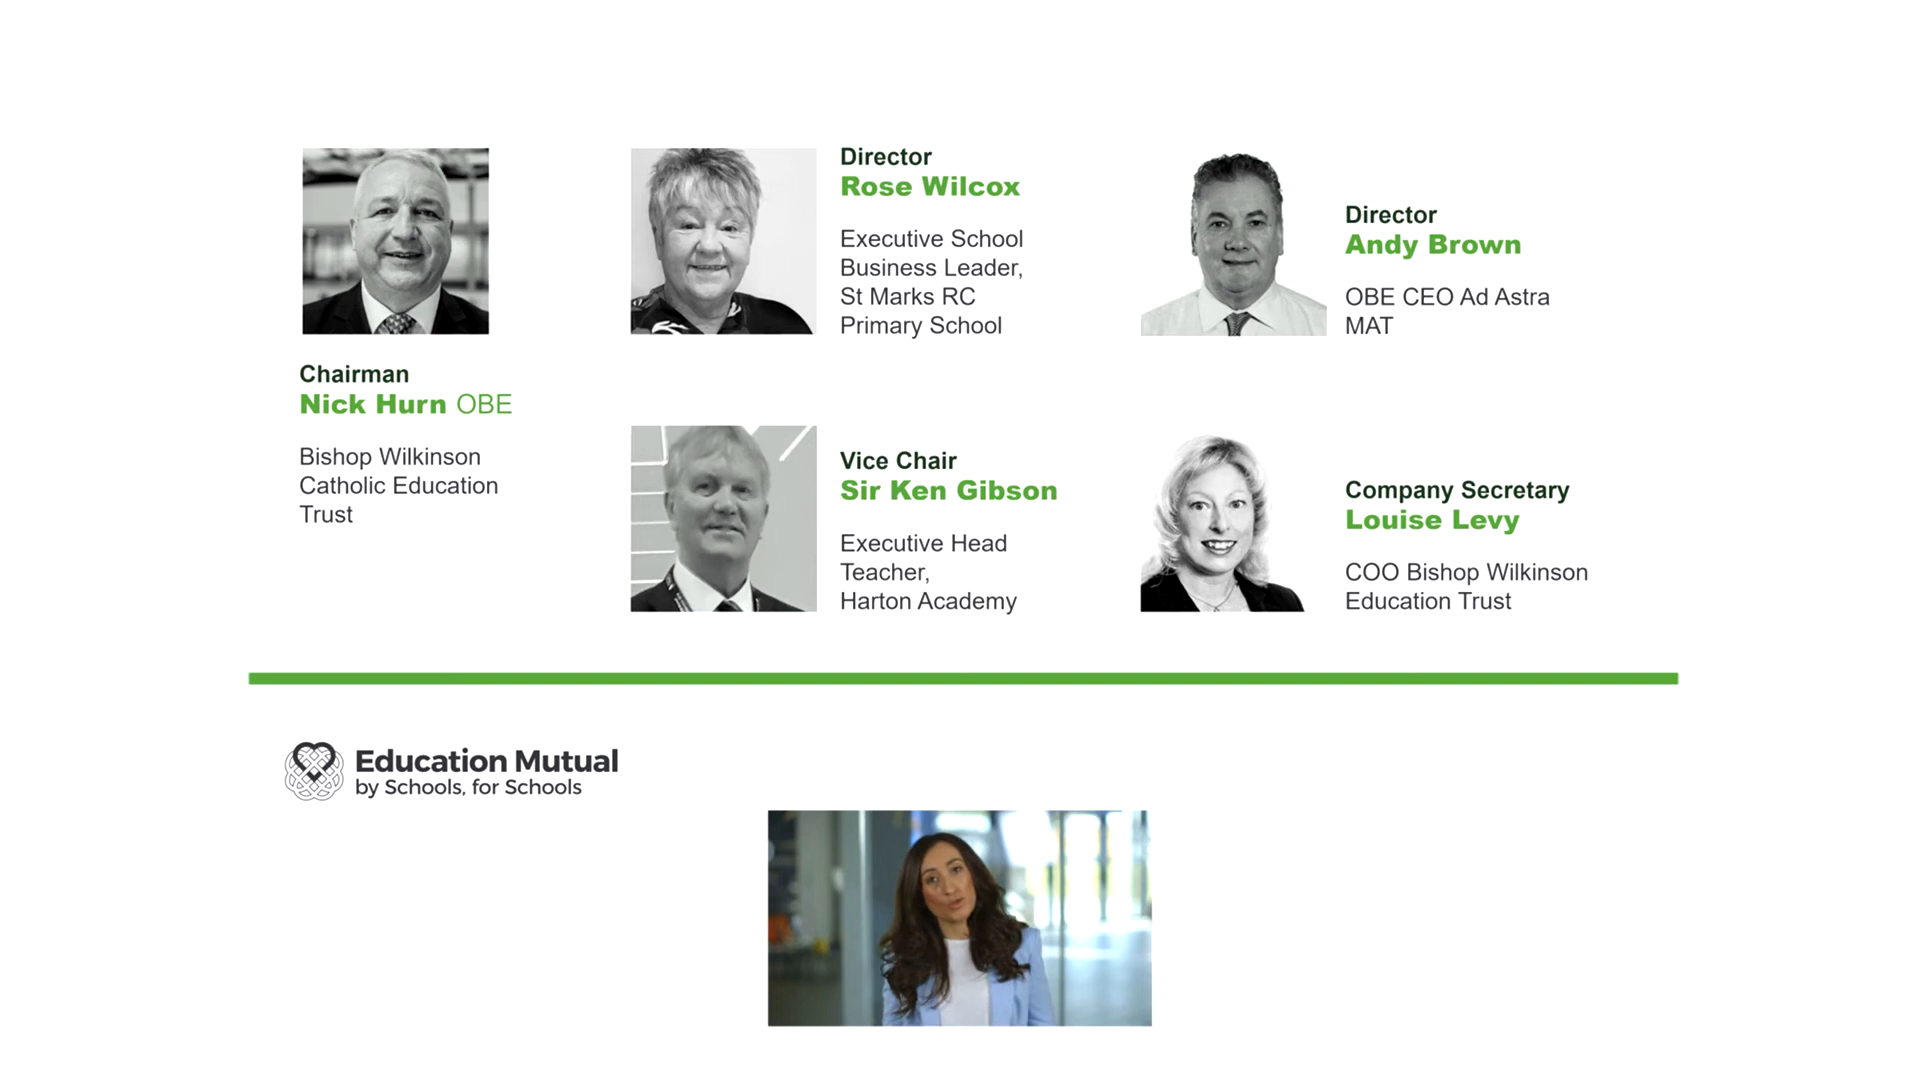 Chairman
Nick Hurn OBE
Bishop Wilkinson
Catholic Education
Trust
Director
Rose Wilcox
Executive School
Business Leader,
St Marks RC
Primary School
Vice Chair
Sir Ken Gibson
Executive Head
Teacher,
Harton Academy
Director
Andy Brown
OBE CEO Ad Astra
MAT
Company Secretary
Louise Levy
COO Bishop Wilkinson
Education Trust
Education Mutual
by Schools, for Schools